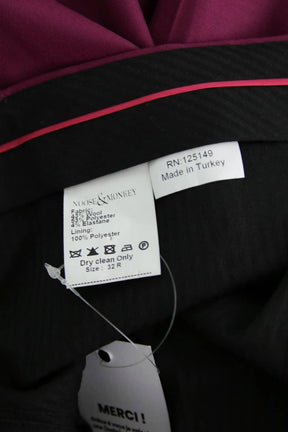 NOOSE&MONKEY
Fabric:
Wool
Polyester
4% Elastane
Lining:
100% Polyester
Dry clean Only
Size : 32 R
RN:125149
Made in Turkey
MERCI !